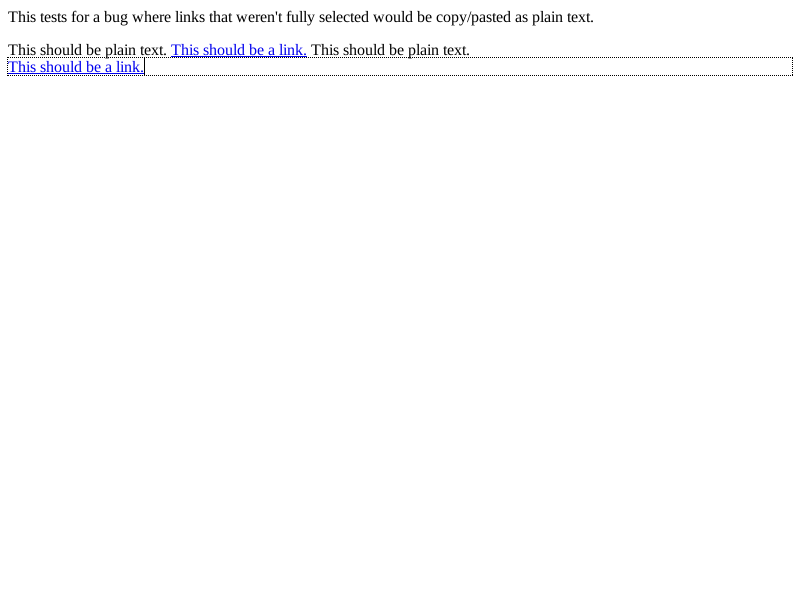 This tests for a bug where links that weren't fully selected would be copy/pasted as plain text.
This should be plain text. This should be a link. This should be plain text.
This should be a link.